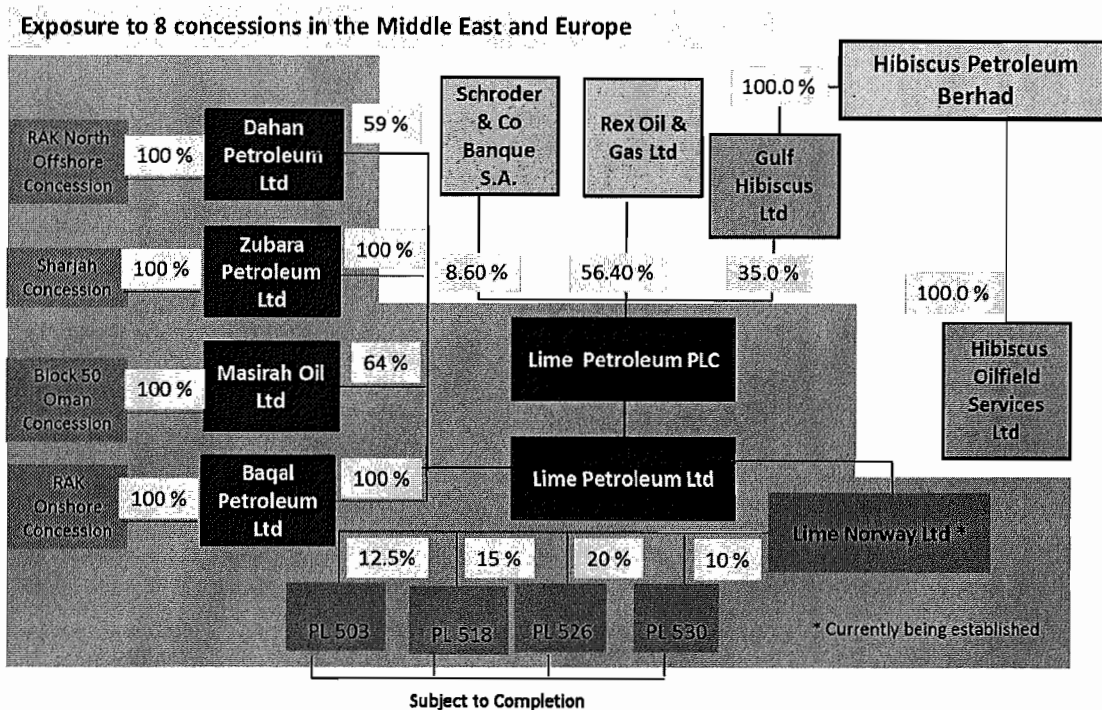 Exposure to 8 concessions in the Middle East and Europe
Hibiscus Petroleum
Berhad
100.0 %
Schroder
& Co
Banque
S.A.
Rex Oil &
Gas Ltd
Gulf
Hibiscus
Ltd
RAK North
Offshore
Concession
100 %
Dahan
Petroleum
Ltd
59 %
Sharjah
Concession
100 %
Zubara
Petroleum
Ltd
100 %
8.60 %
56.40 %
35.0 %
100.0 %
Block 50
Oman
Concession
100 %
Masirah Oil
Ltd
64 %
Lime Petroleum PLC
Hibiscus
Oilfield
Services
Ltd
RAK
Onshore
Concession
100 %
Baqal
Petroleum
Ltd
100 %
Lime Petroleum Ltd
Lime Norway Ltd *
12.5%
15 %
20 %
10 %
PL 503
PL 518
PL 526
PL 530
* Currently being established
Subject to Completion